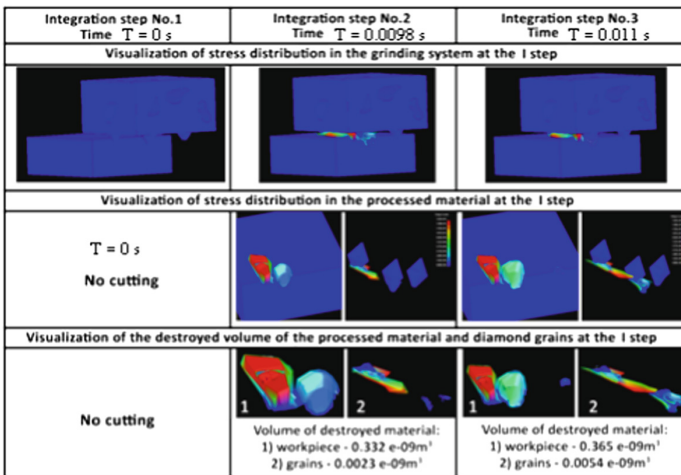 Integration step No.1
Time T = 0 s
Integration step No.2
Time T = 0.0098 s
Integration step No.3
Time T = 0.011 s
Visualization of stress distribution in the grinding system at the I step
Visualization of stress distribution in the processed material at the I step
T = 0 s
No cutting
Visualization of the destroyed volume of the processed material and diamond grains at the I step
No cutting
1
2
Volume of destroyed material:
1) workpiece - 0.332 e-09m³
2) grains - 0.0023 e-09m³
1
2
Volume of destroyed material:
1) workpiece - 0.365 e-09m³
2) grains - 0.0054 e-09m³